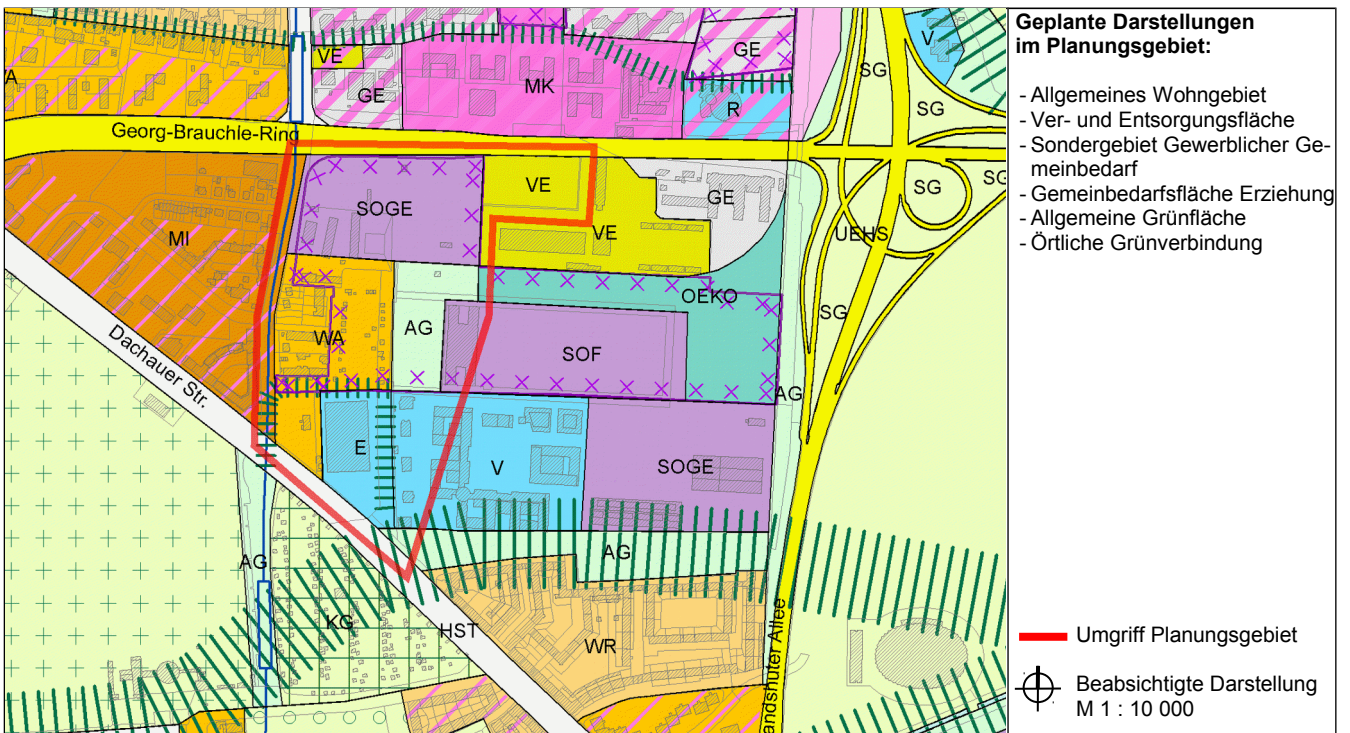 VE
GE
MK
GE
R
V
SG
SG
A
Georg-Brauchle-Ring
SOGE
VE
VE
GE
SG
SG
MI
UEHS
OEKO
SG
Dachauer Str.
WA
AG
SOF
AG
E
V
SOGE
AG
AG
KG
HST
WR
andshuter Allee
Geplante Darstellungen
im Planungsgebiet:
- Allgemeines Wohngebiet
- Ver- und Entsorgungsfläche
- Sondergebiet Gewerblicher Ge-
meinbedarf
- Gemeinbedarfsfläche Erziehung
- Allgemeine Grünfläche
- Örtliche Grünverbindung
Umgriff Planungsgebiet
Beabsichtigte Darstellung
M 1 : 10 000